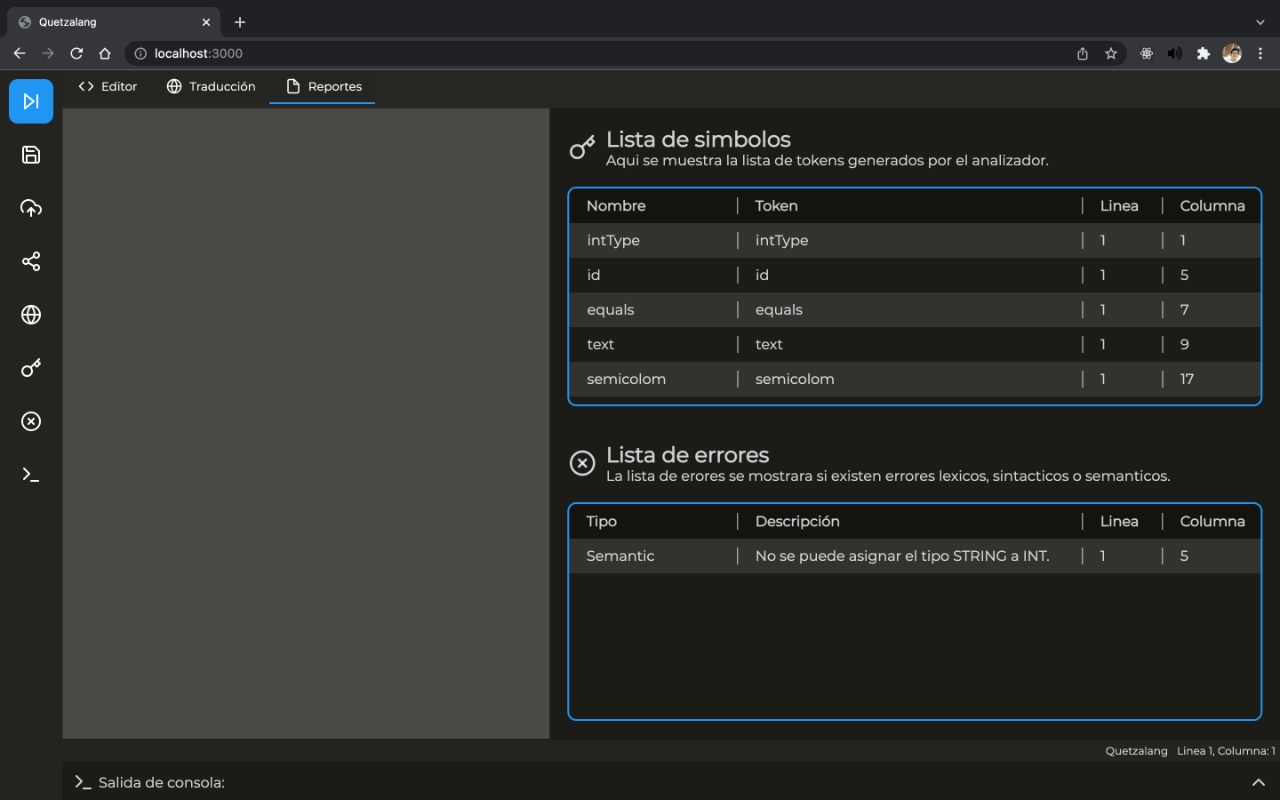 Quetzalang
localhost:3000
Editor
Traducción
Reportes
Lista de simbolos
Aqui se muestra la lista de tokens generados por el analizador.
Nombre | Token | Linea | Columna
intType | intType | 1 | 1
id | id | 1 | 5
equals | equals | 1 | 7
text | text | 1 | 9
semicolom | semicolom | 1 | 17
Lista de errores
La lista de erores se mostrara si existen errores lexicos, sintacticos o semanticos.
Tipo | Descripción | Linea | Columna
Semantic | No se puede asignar el tipo STRING a INT. | 1 | 5
Quetzalang Linea 1, Columna: 1
Salida de consola: